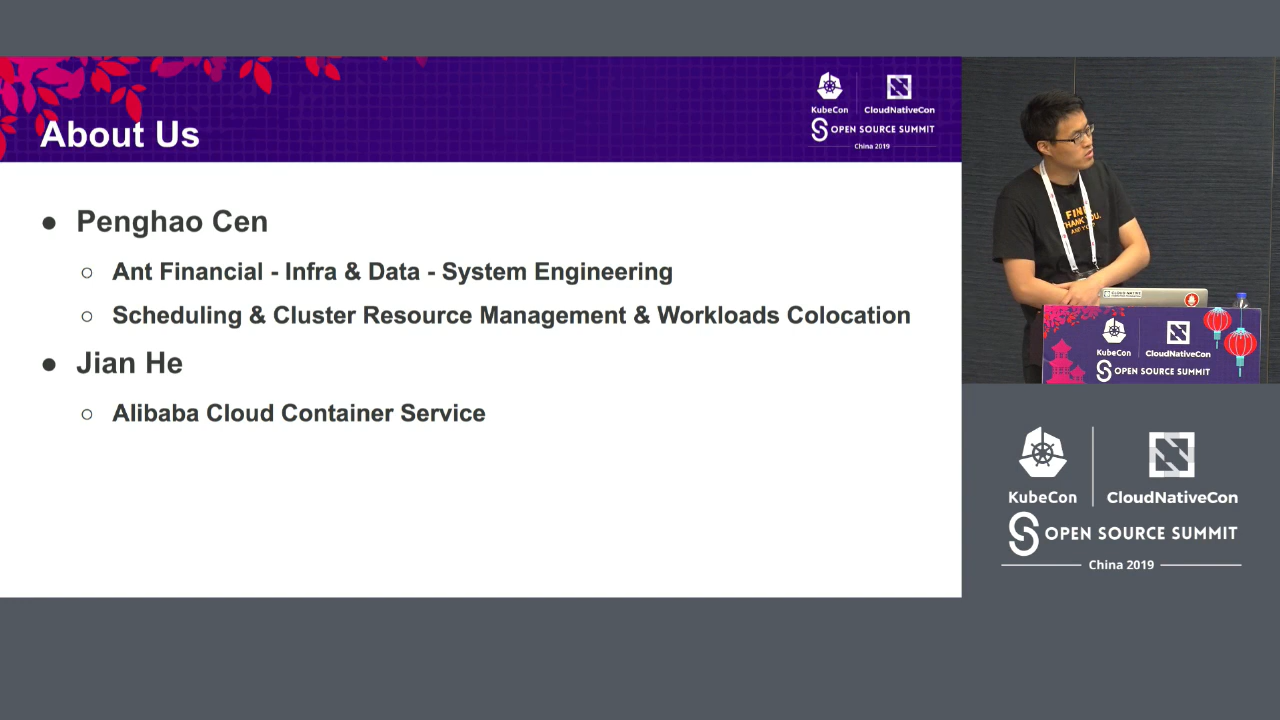 About Us
KubeCon
CloudNativeCon
OPEN SOURCE SUMMIT
China 2019
● Penghao Cen
○ Ant Financial - Infra & Data - System Engineering
○ Scheduling & Cluster Resource Management & Workloads Colocation
● Jian He
○ Alibaba Cloud Container Service
THANK YOU.
KubeCon
CloudNativeCon
OPEN SOURCE SUMMIT
KubeCon
CloudNativeCon
OPEN SOURCE SUMMIT
China 2019